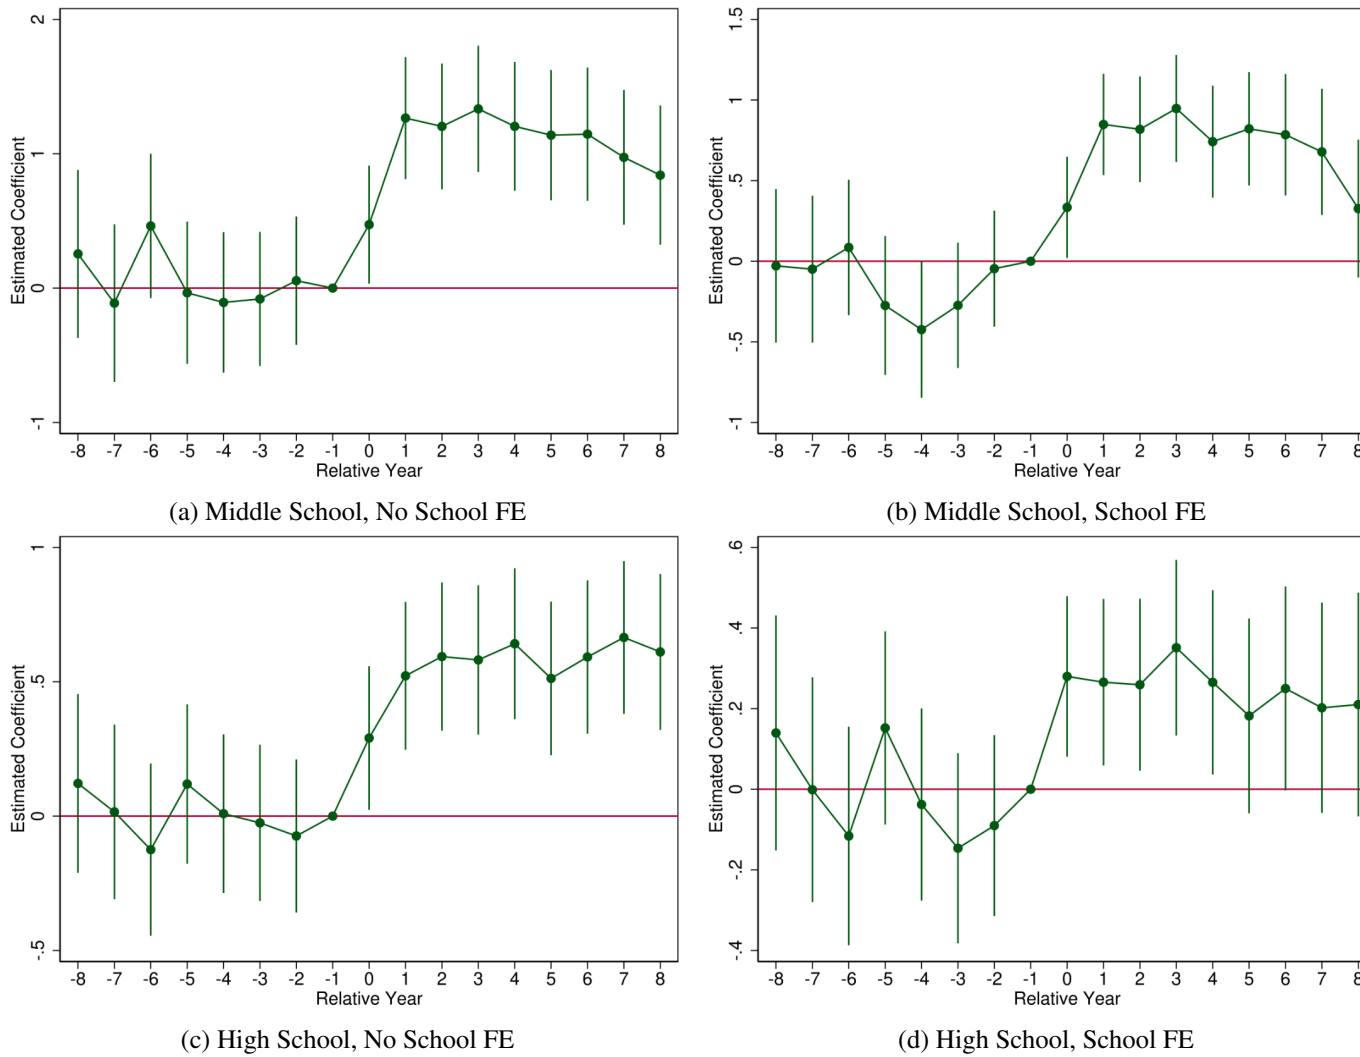 2
1
0
-1
Estimated Coefficient
-8 -7 -6 -5 -4 -3 -2 -1 0 1 2 3 4 5 6 7 8
Relative Year
(a) Middle School, No School FE
1.5
1
.5
0
-.5
-1
Estimated Coefficient
-8 -7 -6 -5 -4 -3 -2 -1 0 1 2 3 4 5 6 7 8
Relative Year
(b) Middle School, School FE
1
.5
0
-.5
Estimated Coefficient
-8 -7 -6 -5 -4 -3 -2 -1 0 1 2 3 4 5 6 7 8
Relative Year
(c) High School, No School FE
.6
.4
.2
0
-.2
-.4
Estimated Coefficient
-8 -7 -6 -5 -4 -3 -2 -1 0 1 2 3 4 5 6 7 8
Relative Year
(d) High School, School FE